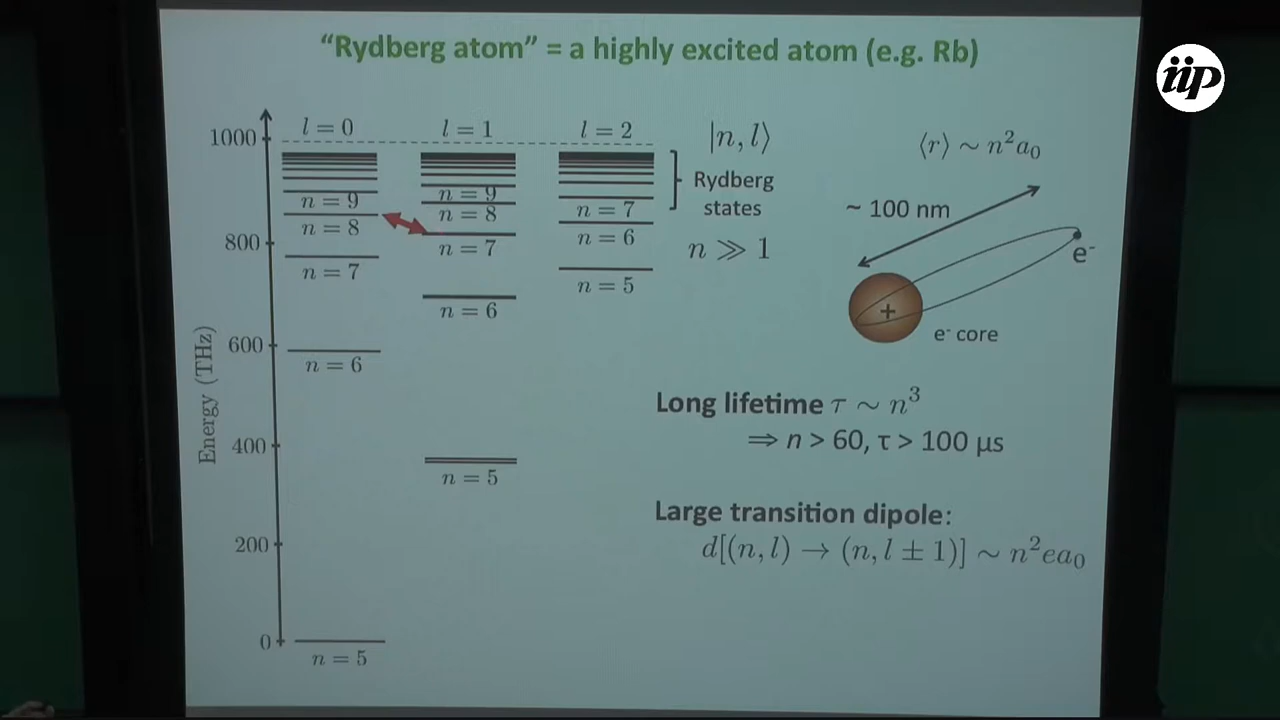 “Rydberg atom” = a highly excited atom (e.g. Rb)
iip
Energy (THz)
1000
800
600
400
200
0
l = 0
n = 9
n = 8
n = 7
n = 6
n = 5
l = 1
n = 9
n = 8
n = 7
n = 6
n = 5
l = 2
n = 7
n = 6
n = 5
|n, l⟩
Rydberg
states
n ≫ 1
⟨r⟩ ~ n²a₀
~ 100 nm
e⁻
+
e⁻ core
Long lifetime τ ~ n³
⟹ n > 60, τ > 100 μs
Large transition dipole:
d[(n, l) → (n, l ± 1)] ~ n²ea₀